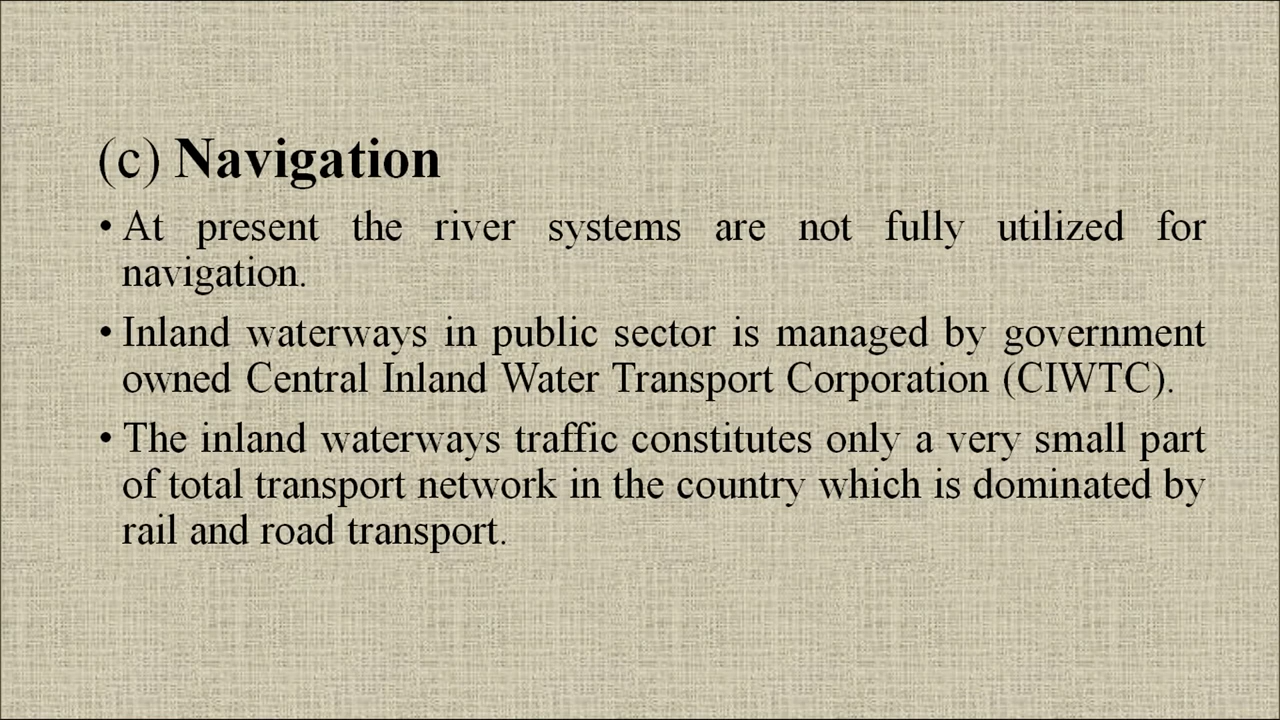 (c) Navigation
• At present the river systems are not fully utilized for
navigation.
• Inland waterways in public sector is managed by government
owned Central Inland Water Transport Corporation (CIWTC).
• The inland waterways traffic constitutes only a very small part
of total transport network in the country which is dominated by
rail and road transport.